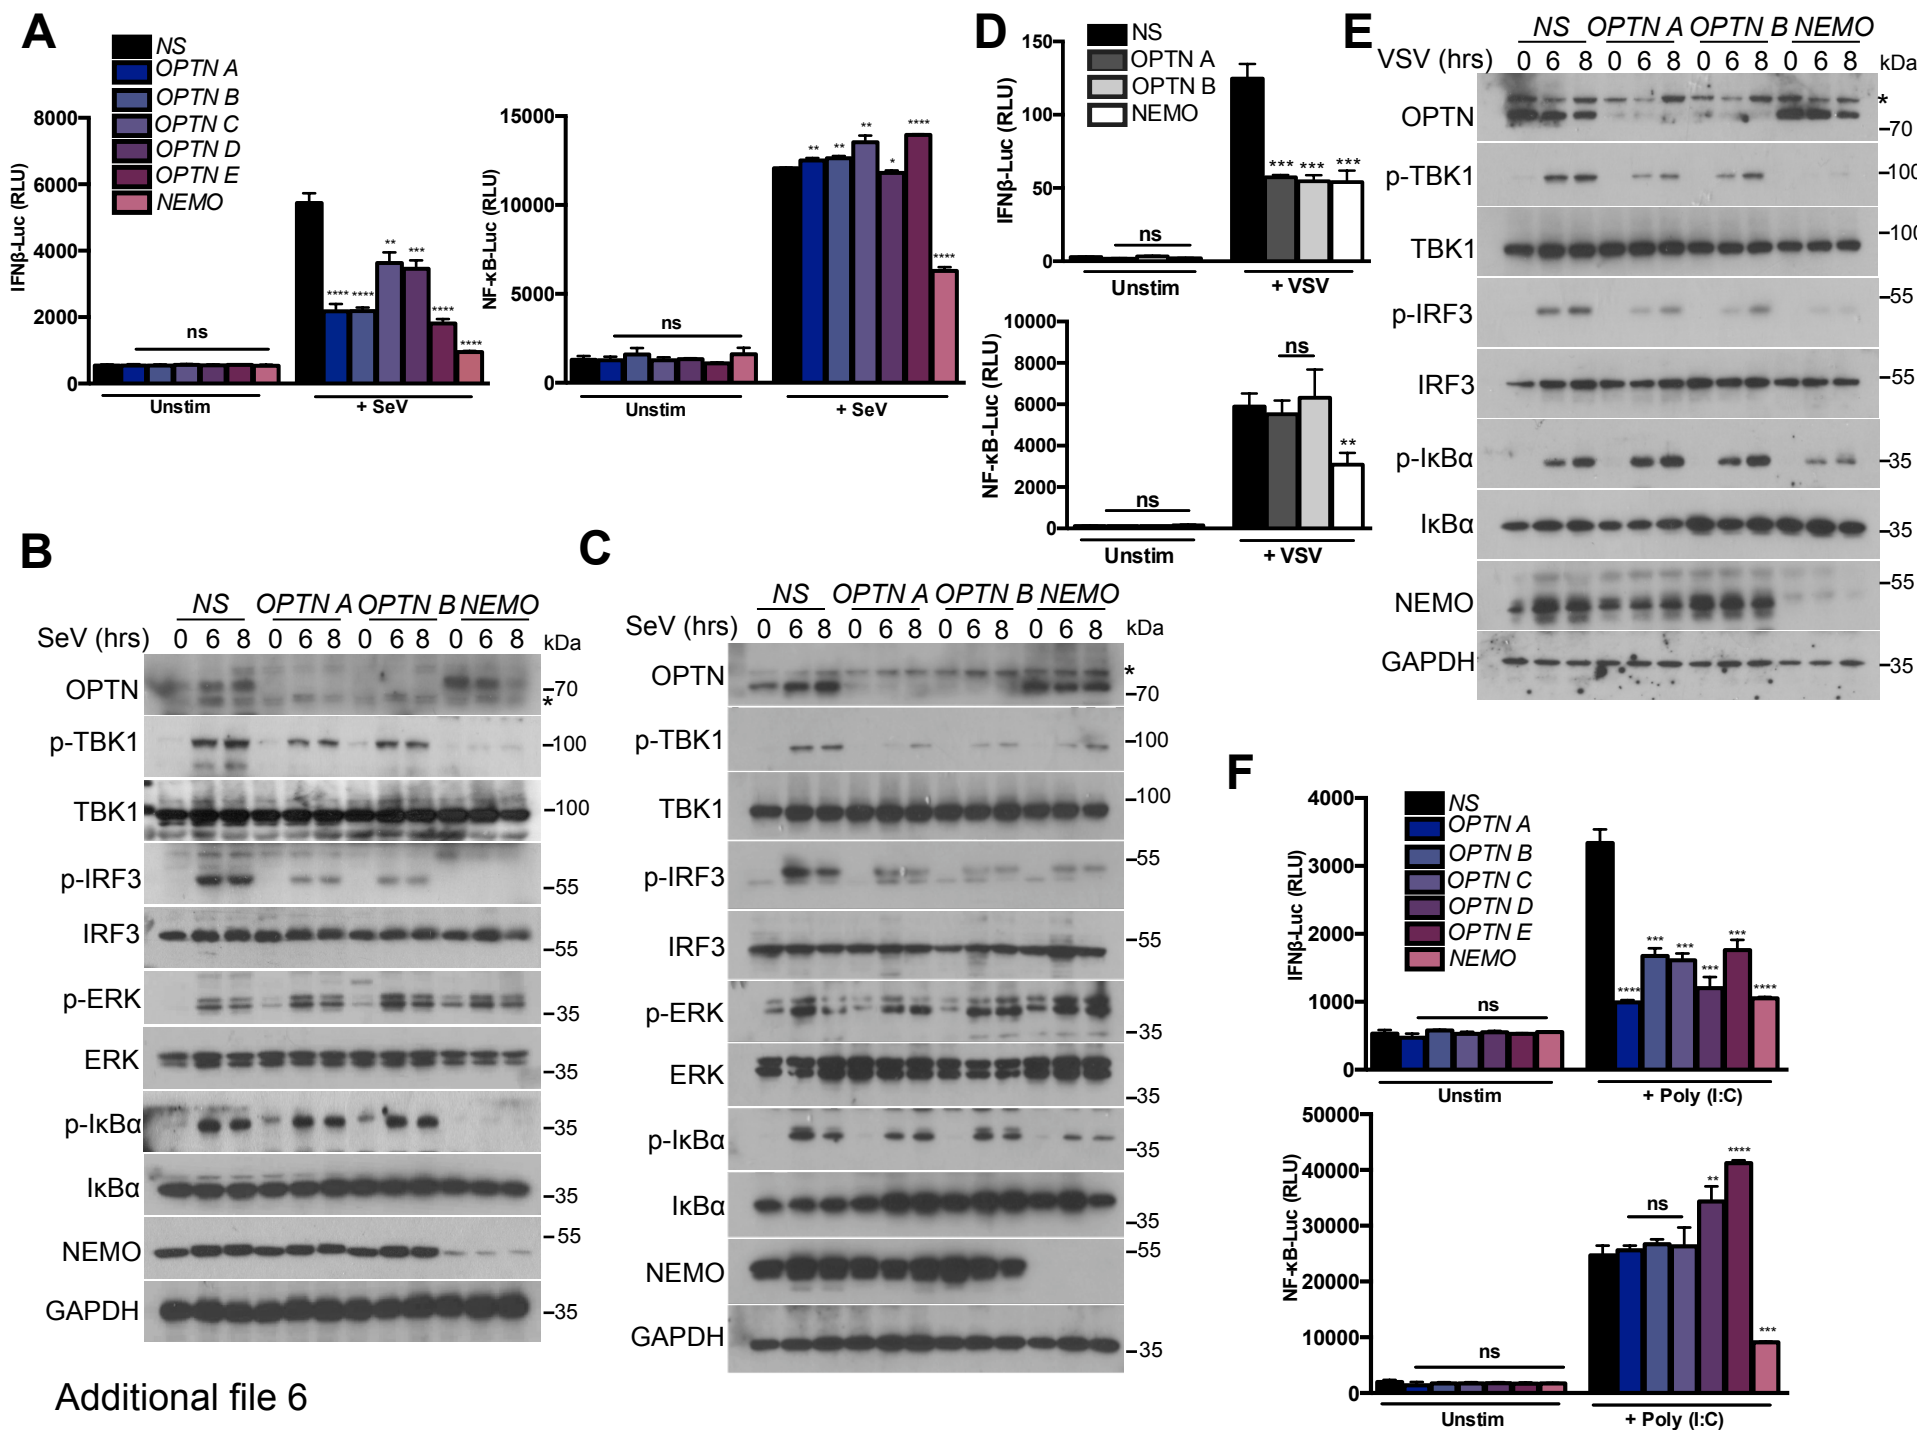 A
NS
OPTN A
OPTN B
OPTN C
OPTN D
OPTN E
NEMO
IFNβ-Luc (RLU)
8000
6000
4000
2000
0
ns
**** **** ** *** **** ****
Unstim
+ SeV
NF-κB-Luc (RLU)
15000
10000
5000
0
ns
** ** ** * **** ****
Unstim
+ SeV
B
NS OPTN A OPTN B NEMO
SeV (hrs) 0 6 8 0 6 8 0 6 8 0 6 8 kDa
OPTN –70
*
p-TBK1 –100
TBK1 –100
p-IRF3 –55
IRF3 –55
p-ERK –35
ERK –35
p-IκBα –35
IκBα –35
NEMO –55
GAPDH –35
C
NS OPTN A OPTN B NEMO
SeV (hrs) 0 6 8 0 6 8 0 6 8 0 6 8 kDa
OPTN *
–70
p-TBK1 –100
TBK1 –100
p-IRF3 –55
IRF3 –55
p-ERK –35
ERK –35
p-IκBα –35
IκBα –35
NEMO –55
GAPDH –35
D
NS
OPTN A
OPTN B
NEMO
IFNβ-Luc (RLU)
150
100
50
0
ns
*** *** ***
Unstim
+ VSV
NF-κB-Luc (RLU)
10000
8000
6000
4000
2000
0
ns
ns
**
Unstim
+ VSV
E
NS OPTN A OPTN B NEMO
VSV (hrs) 0 6 8 0 6 8 0 6 8 0 6 8 kDa
OPTN *
–70
p-TBK1 –100
TBK1 –100
p-IRF3 –55
IRF3 –55
p-IκBα –35
IκBα –35
NEMO –55
GAPDH –35
F
NS
OPTN A
OPTN B
OPTN C
OPTN D
OPTN E
NEMO
IFNβ-Luc (RLU)
4000
3000
2000
1000
0
ns
**** *** *** *** *** ****
Unstim
+ Poly (I:C)
NF-κB-Luc (RLU)
50000
40000
30000
20000
10000
0
ns
ns
** **** ***
Unstim
+ Poly (I:C)
Additional file 6